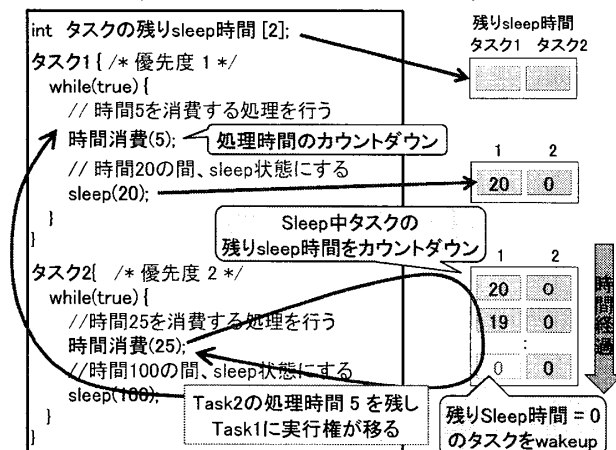 int タスクの残りsleep時間 [2];
タスク1{ /* 優先度 1 */
while(true) {
// 時間5を消費する処理を行う
時間消費(5);
処理時間のカウントダウン
// 時間20の間、sleep状態にする
sleep(20);
}
}
タスク2{ /* 優先度 2 */
while(true) {
//時間25を消費する処理を行う
時間消費(25);
//時間100の間、sleep状態にする
sleep(100);
}
}
残りsleep時間
タスク1 タスク2
1 2
20 0
Sleep中タスクの
残りsleep時間をカウントダウン
1 2
20 0
19 0
:
0 0
時間経過
Task2の処理時間 5 を残し
Task1に実行権が移る
残りSleep時間 = 0
のタスクをwakeup